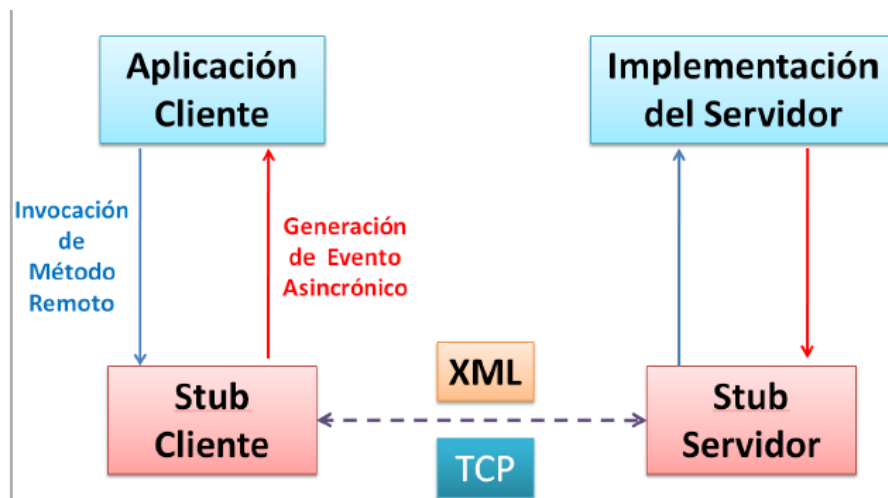 Aplicación
Cliente
Implementación
del Servidor
Invocación
de
Método
Remoto
Generación
de Evento
Asincrónico
XML
Stub
Cliente
TCP
Stub
Servidor